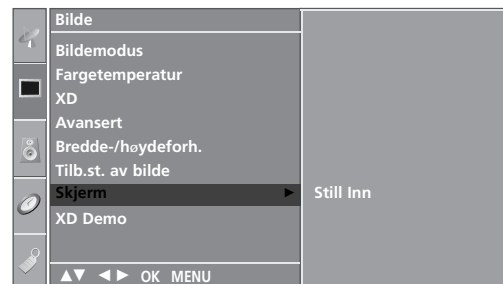 Bilde
Bildemodus
Fargetemperatur
XD
Avansert
Bredde-/høydeforh.
Tilb.st. av bilde
Skjerm ► Still Inn
XD Demo
▲▼ ◄► OK MENU